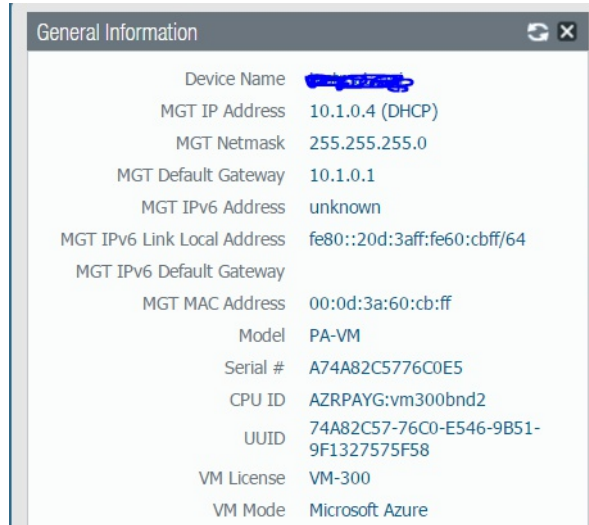 General Information
Device Name
MGT IP Address 10.1.0.4 (DHCP)
MGT Netmask 255.255.255.0
MGT Default Gateway 10.1.0.1
MGT IPv6 Address unknown
MGT IPv6 Link Local Address fe80::20d:3aff:fe60:cbff/64
MGT IPv6 Default Gateway
MGT MAC Address 00:0d:3a:60:cb:ff
Model PA-VM
Serial # A74A82C5776C0E5
CPU ID AZRPAYG:vm300bnd2
UUID 74A82C57-76C0-E546-9B51-
9F1327575F58
VM License VM-300
VM Mode Microsoft Azure